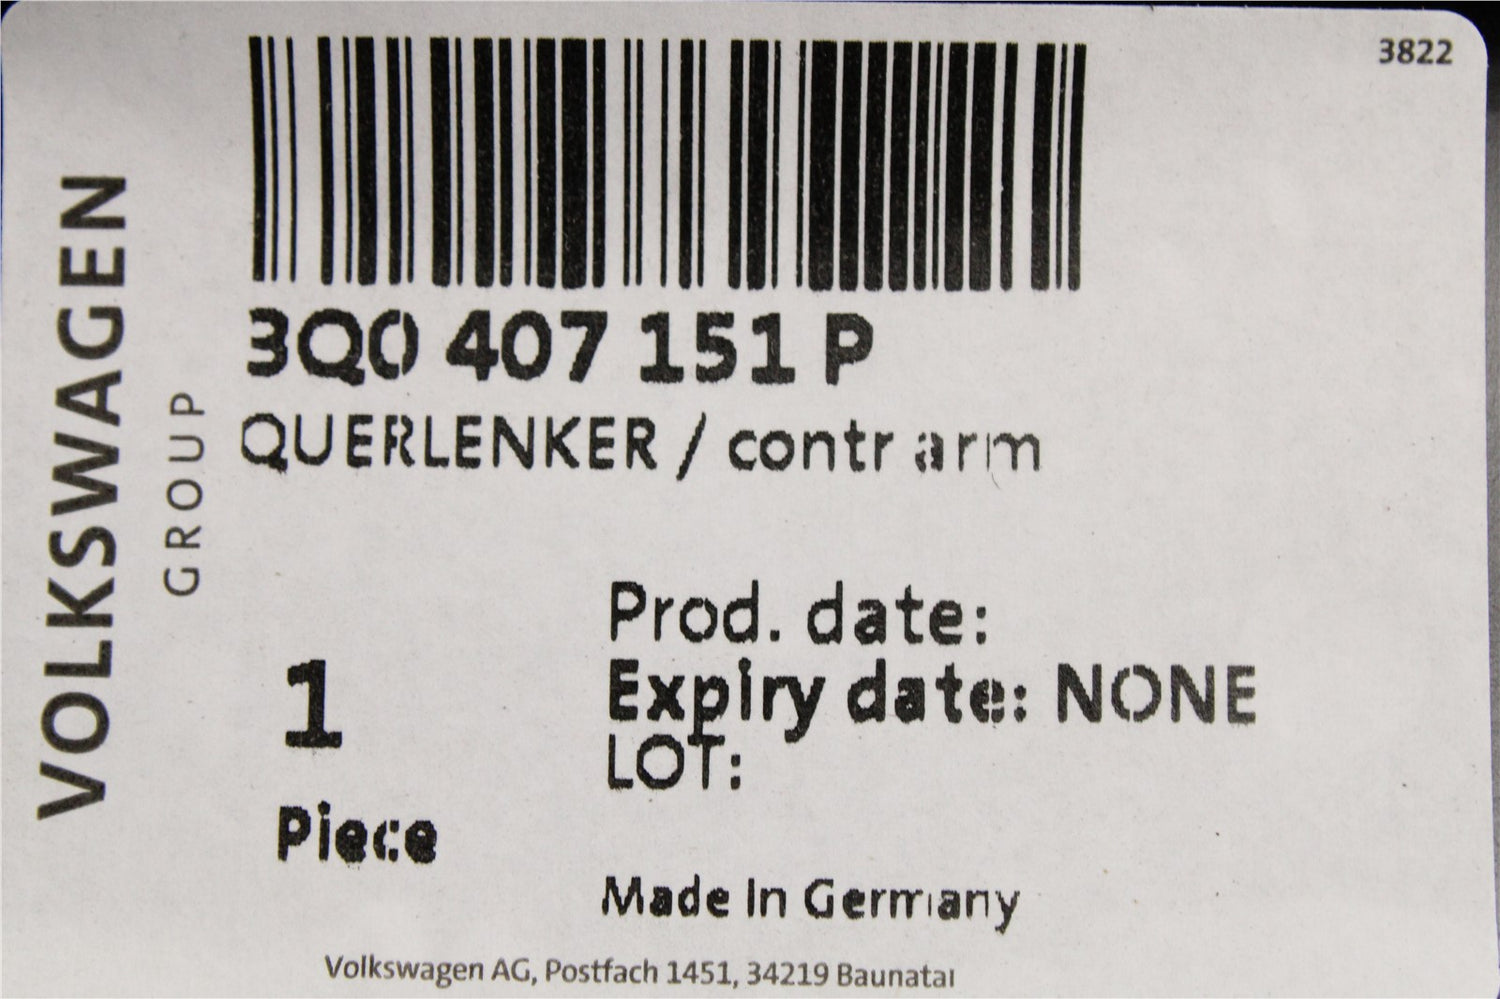 3822
VOLKSWAGEN
GROUP
3Q0 407 151 P
QUERLENKER / contr arm
Prod. date:
Expiry date: NONE
LOT:
1
Piece
Made In Germany
Volkswagen AG, Postfach 1451, 34219 Baunatal